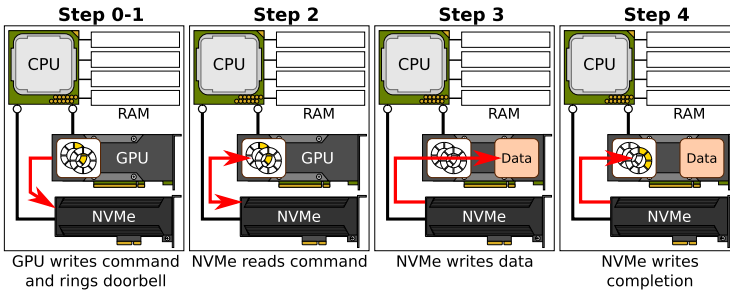 Step 0-1
CPU
RAM
GPU
NVMe
GPU writes command
and rings doorbell
Step 2
CPU
RAM
GPU
NVMe
NVMe reads command
Step 3
CPU
RAM
Data
NVMe
NVMe writes data
Step 4
CPU
RAM
Data
NVMe
NVMe writes
completion